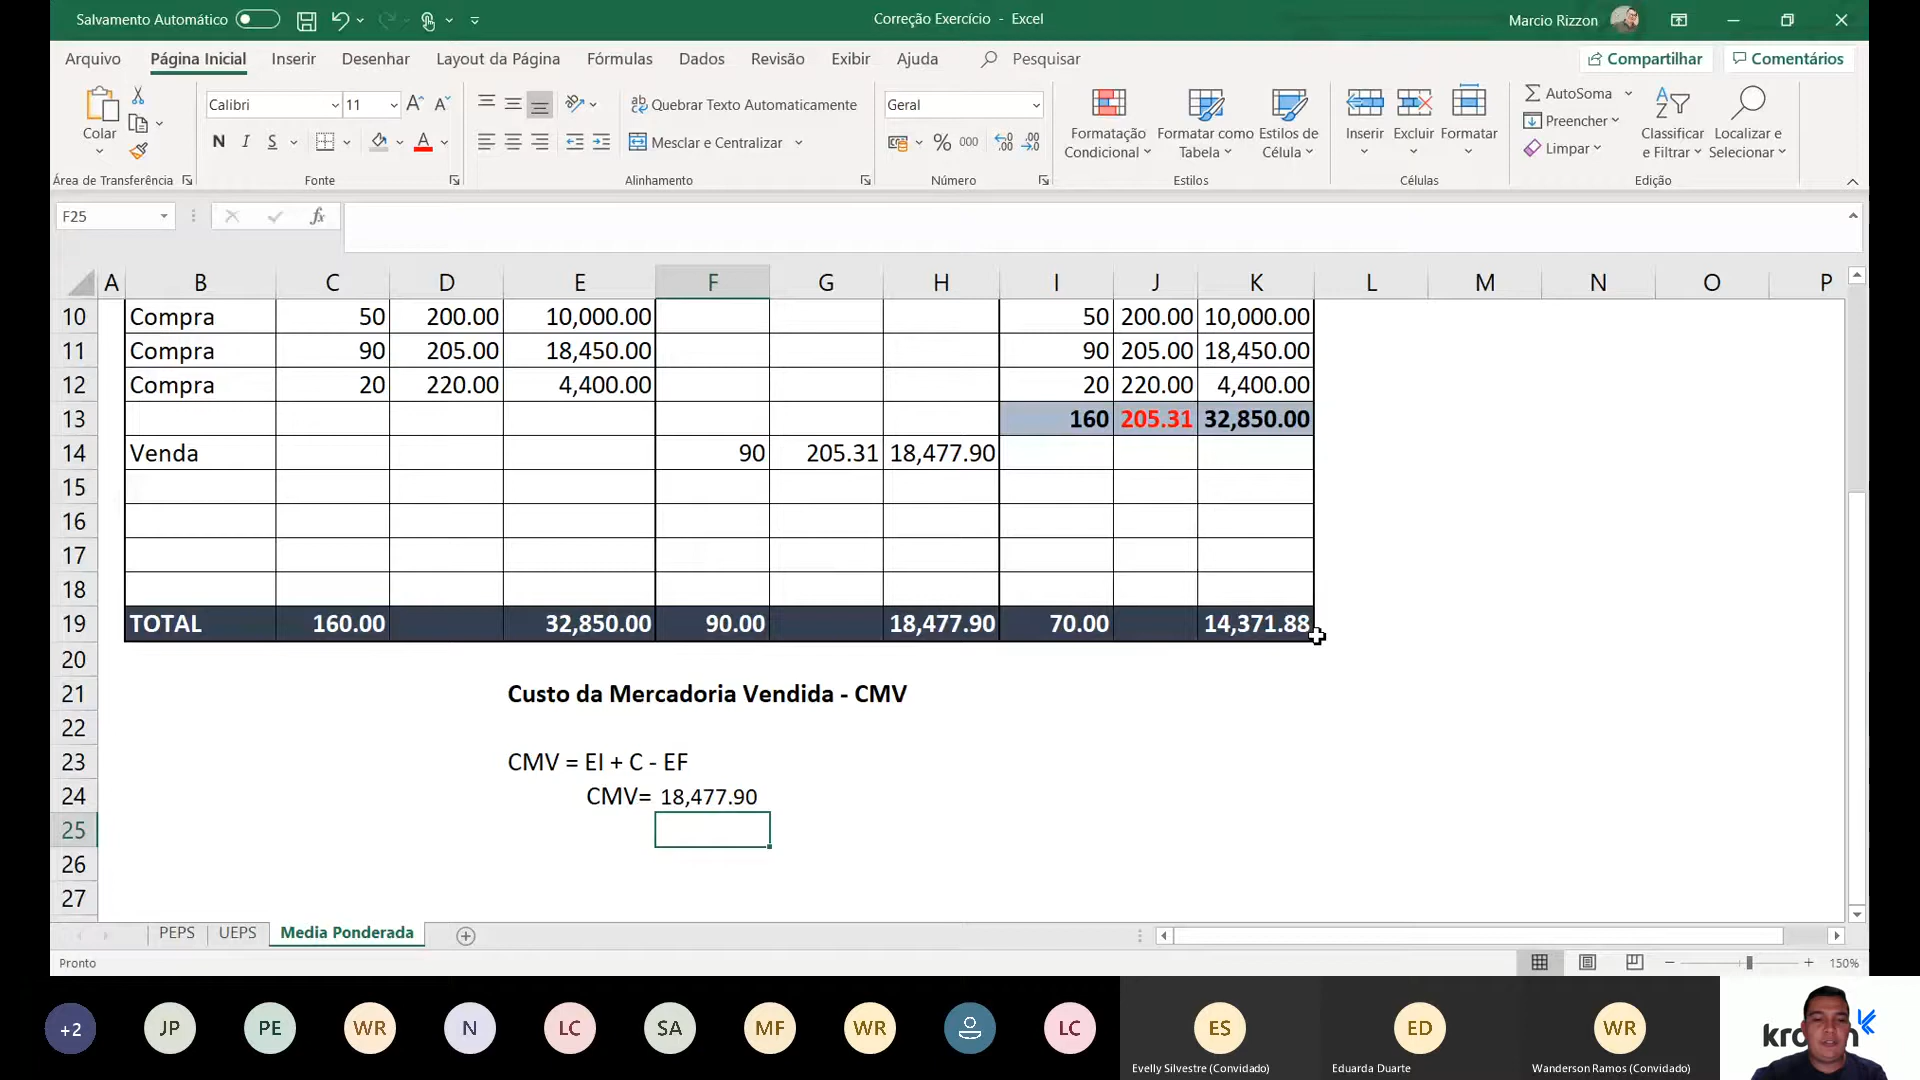 Salvamento Automático
Correção Exercício - Excel
Marcio Rizzon
Arquivo Página Inicial Inserir Desenhar Layout da Página Fórmulas Dados Revisão Exibir Ajuda Pesquisar Compartilhar Comentários
Colar
Calibri 11
N I S
Quebrar Texto Automaticamente
Mesclar e Centralizar
Geral
% 000
Formatação Condicional
Formatar como Tabela
Estilos de Célula
Inserir Excluir Formatar
AutoSoma
Preencher
Limpar
Classificar e Filtrar
Localizar e Selecionar
Área de Transferência Fonte Alinhamento Número Estilos Células Edição
F25 fx
A B C D E F G H I J K L M N O P
10 Compra 50 200.00 10,000.00 50 200.00 10,000.00
11 Compra 90 205.00 18,450.00 90 205.00 18,450.00
12 Compra 20 220.00 4,400.00 20 220.00 4,400.00
13 160 205.31 32,850.00
14 Venda 90 205.31 18,477.90
15
16
17
18
19 TOTAL 160.00 32,850.00 90.00 18,477.90 70.00 14,371.88
20
21 Custo da Mercadoria Vendida - CMV
22
23 CMV = EI + C - EF
24 CMV= 18,477.90
25
26
27
PEPS UEPS Media Ponderada
Pronto 150%
+2 JP PE WR N LC SA MF WR LC ES ED WR
Evelly Silvestre (Convidado) Eduarda Duarte Wanderson Ramos (Convidado)